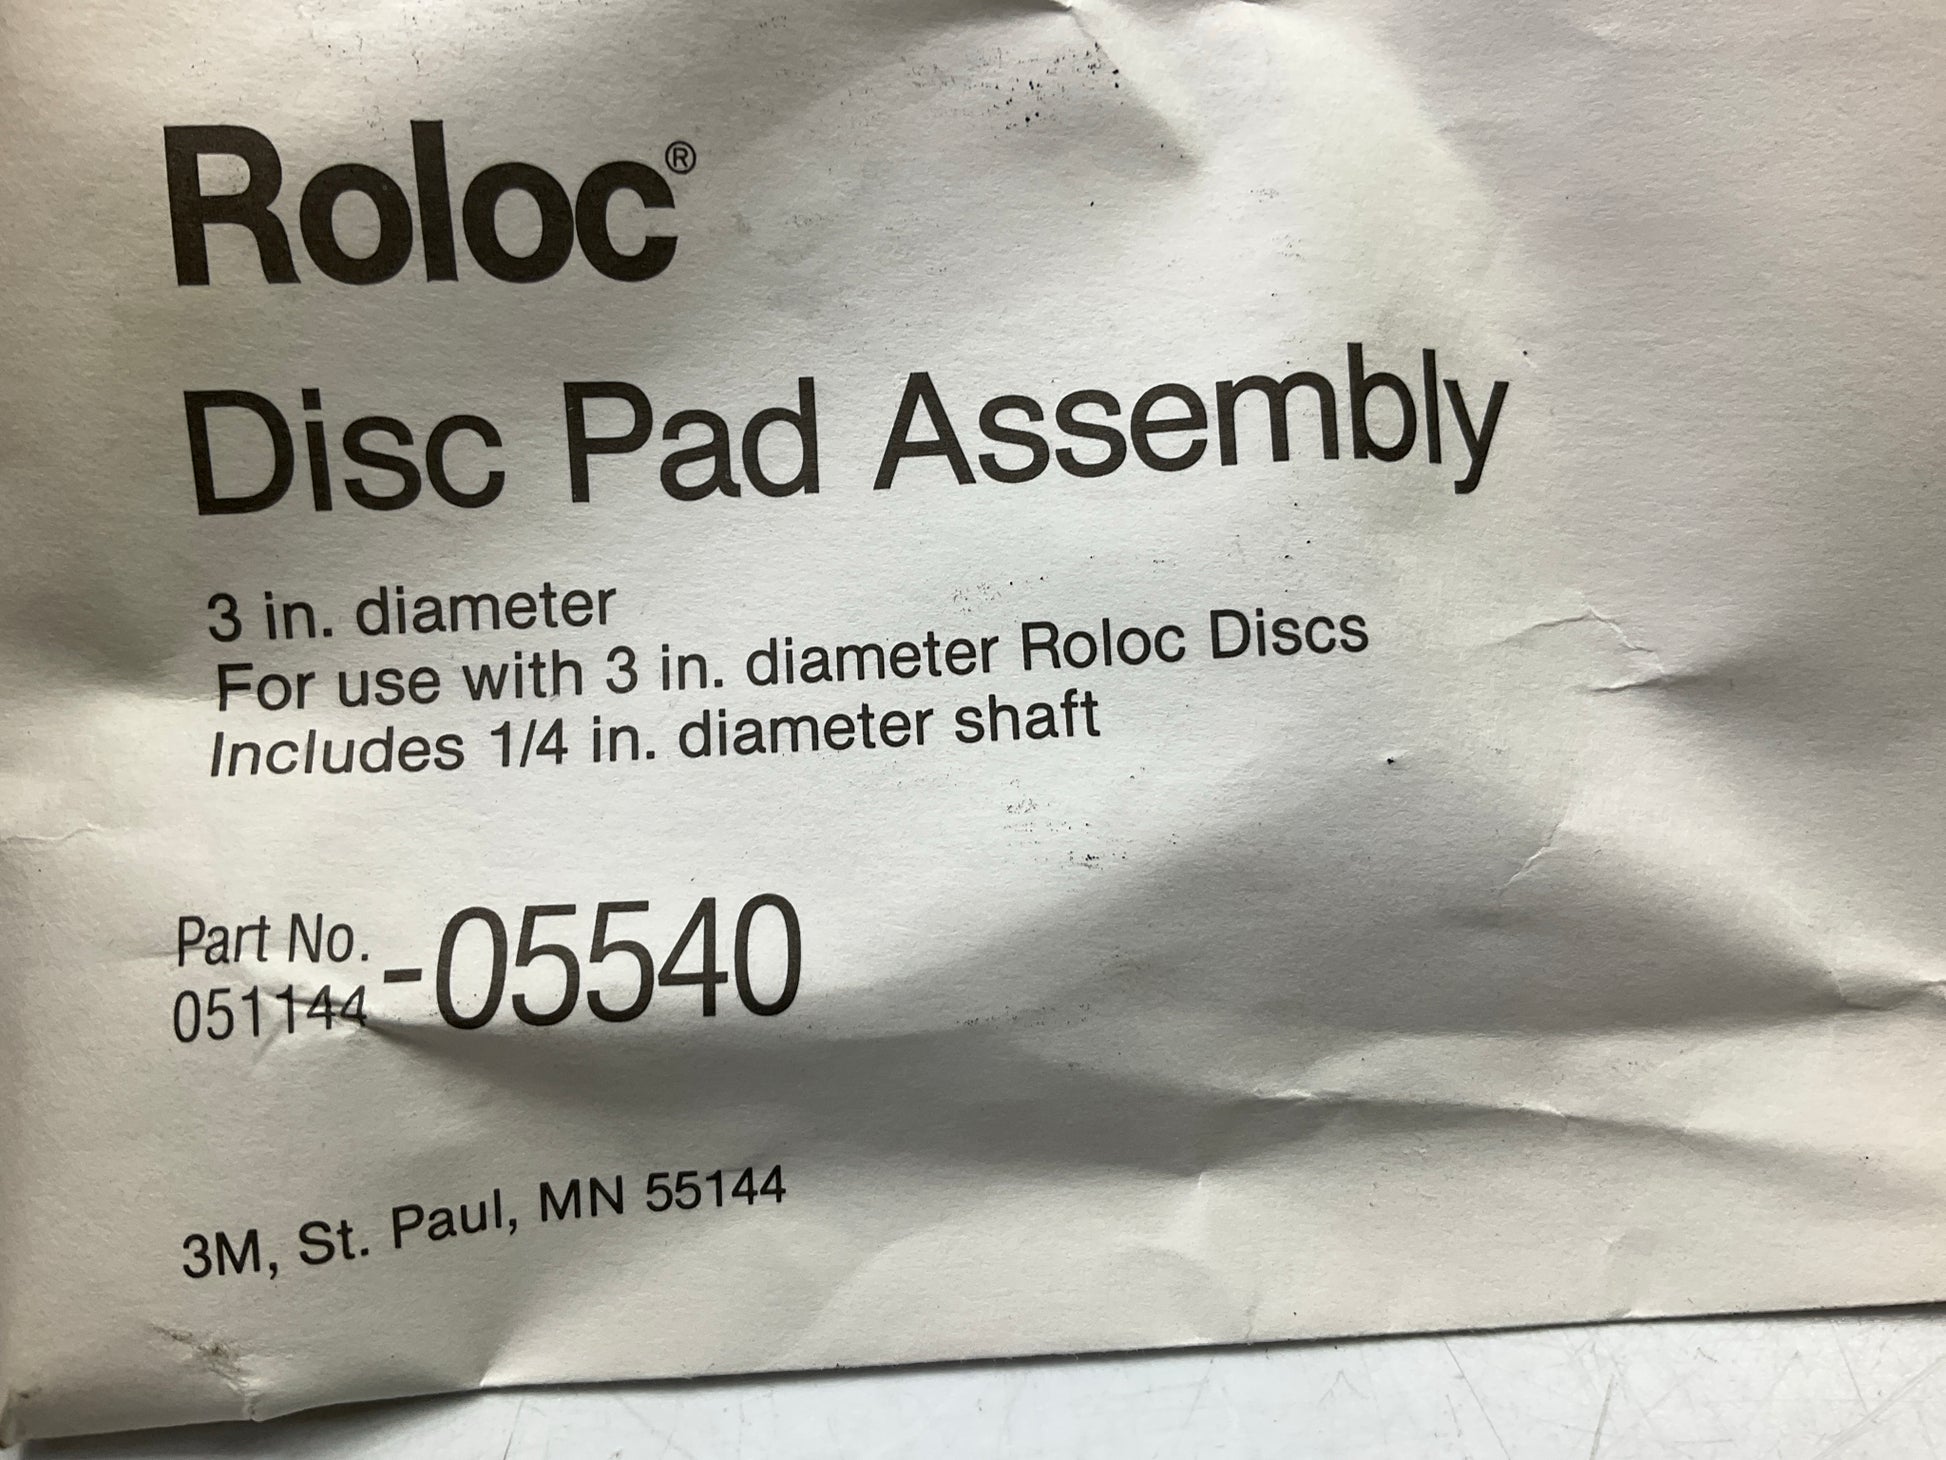 Roloc®
Disc Pad Assembly
3 in. diameter
For use with 3 in. diameter Roloc Discs
Includes 1/4 in. diameter shaft
Part No.
051144-05540
3M, St. Paul, MN 55144